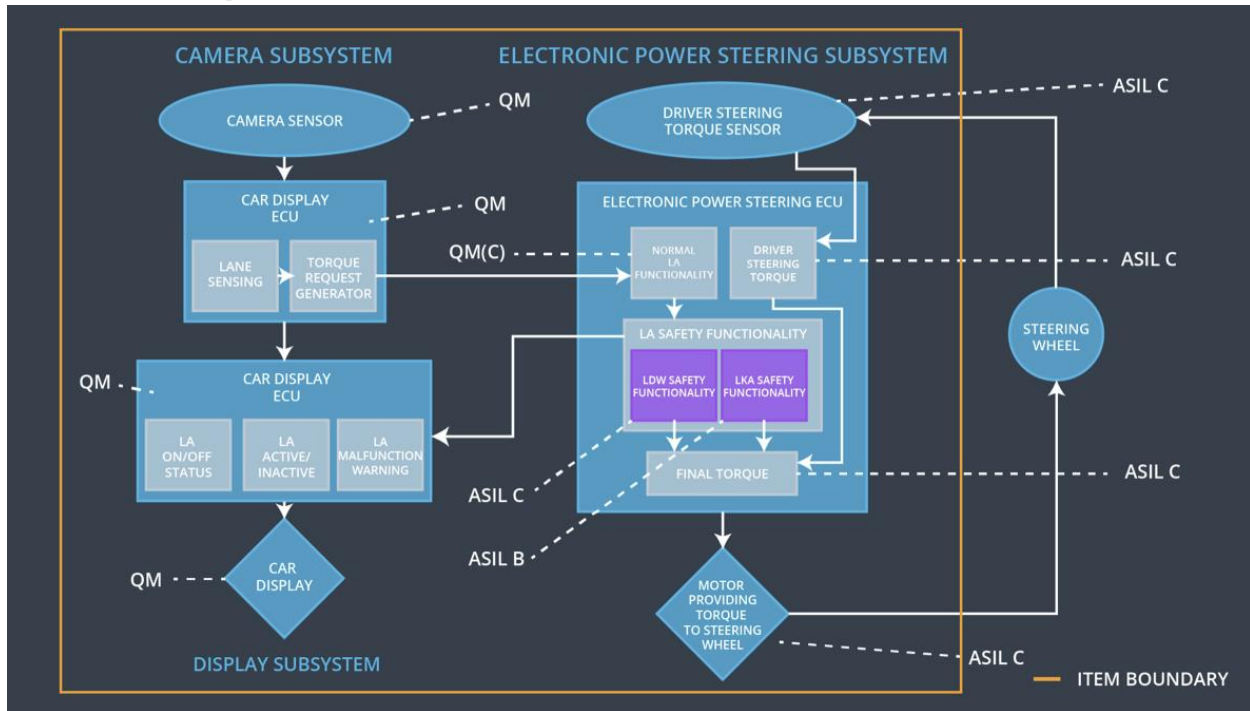 CAMERA SUBSYSTEM
ELECTRONIC POWER STEERING SUBSYSTEM
CAMERA SENSOR
QM
DRIVER STEERING
TORQUE SENSOR
ASIL C
CAR DISPLAY
ECU
QM
LANE
SENSING
TORQUE
REQUEST
GENERATOR
ELECTRONIC POWER STEERING ECU
QM(C)
NORMAL
LA
FUNCTIONALITY
DRIVER
STEERING
TORQUE
ASIL C
LA SAFETY FUNCTIONALITY
LDW SAFETY
FUNCTIONALITY
LKA SAFETY
FUNCTIONALITY
STEERING
WHEEL
QM
CAR DISPLAY
ECU
LA
ON/OFF
STATUS
LA
ACTIVE/
INACTIVE
LA
MALFUNCTION
WARNING
FINAL TORQUE
ASIL C
ASIL C
ASIL B
QM
CAR
DISPLAY
MOTOR
PROVIDING
TORQUE
TO STEERING
WHEEL
ASIL C
DISPLAY SUBSYSTEM
ITEM BOUNDARY